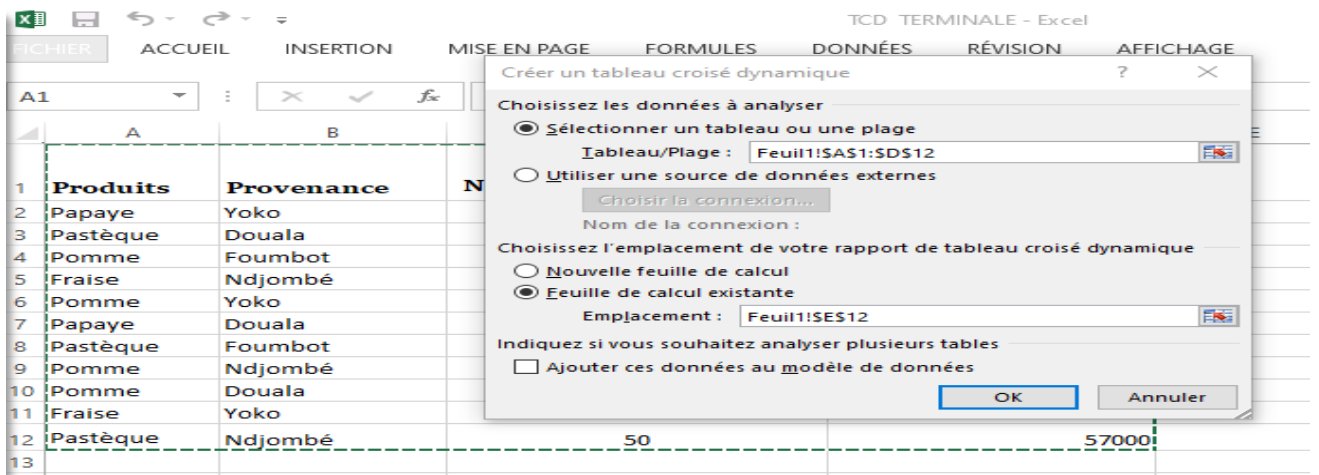 TCD TERMINALE - Excel
FICHIER ACCUEIL INSERTION MISE EN PAGE FORMULES DONNÉES RÉVISION AFFICHAGE
Créer un tableau croisé dynamique ? ×
A1 fx
Choisissez les données à analyser
Sélectionner un tableau ou une plage
Tableau/Plage : Feuil1!$A$1:$D$12
Utiliser une source de données externes
Choisir la connexion...
Nom de la connexion :
Choisissez l'emplacement de votre rapport de tableau croisé dynamique
Nouvelle feuille de calcul
Feuille de calcul existante
Emplacement : Feuil1!$E$12
Indiquez si vous souhaitez analyser plusieurs tables
Ajouter ces données au modèle de données
OK Annuler
A B E
1 Produits Provenance N
2 Papaye Yoko
3 Pastèque Douala
4 Pomme Foumbot
5 Fraise Ndjombé
6 Pomme Yoko
7 Papaye Douala
8 Pastèque Foumbot
9 Pomme Ndjombé
10 Pomme Douala
11 Fraise Yoko
12 Pastèque Ndjombé 50 57000
13